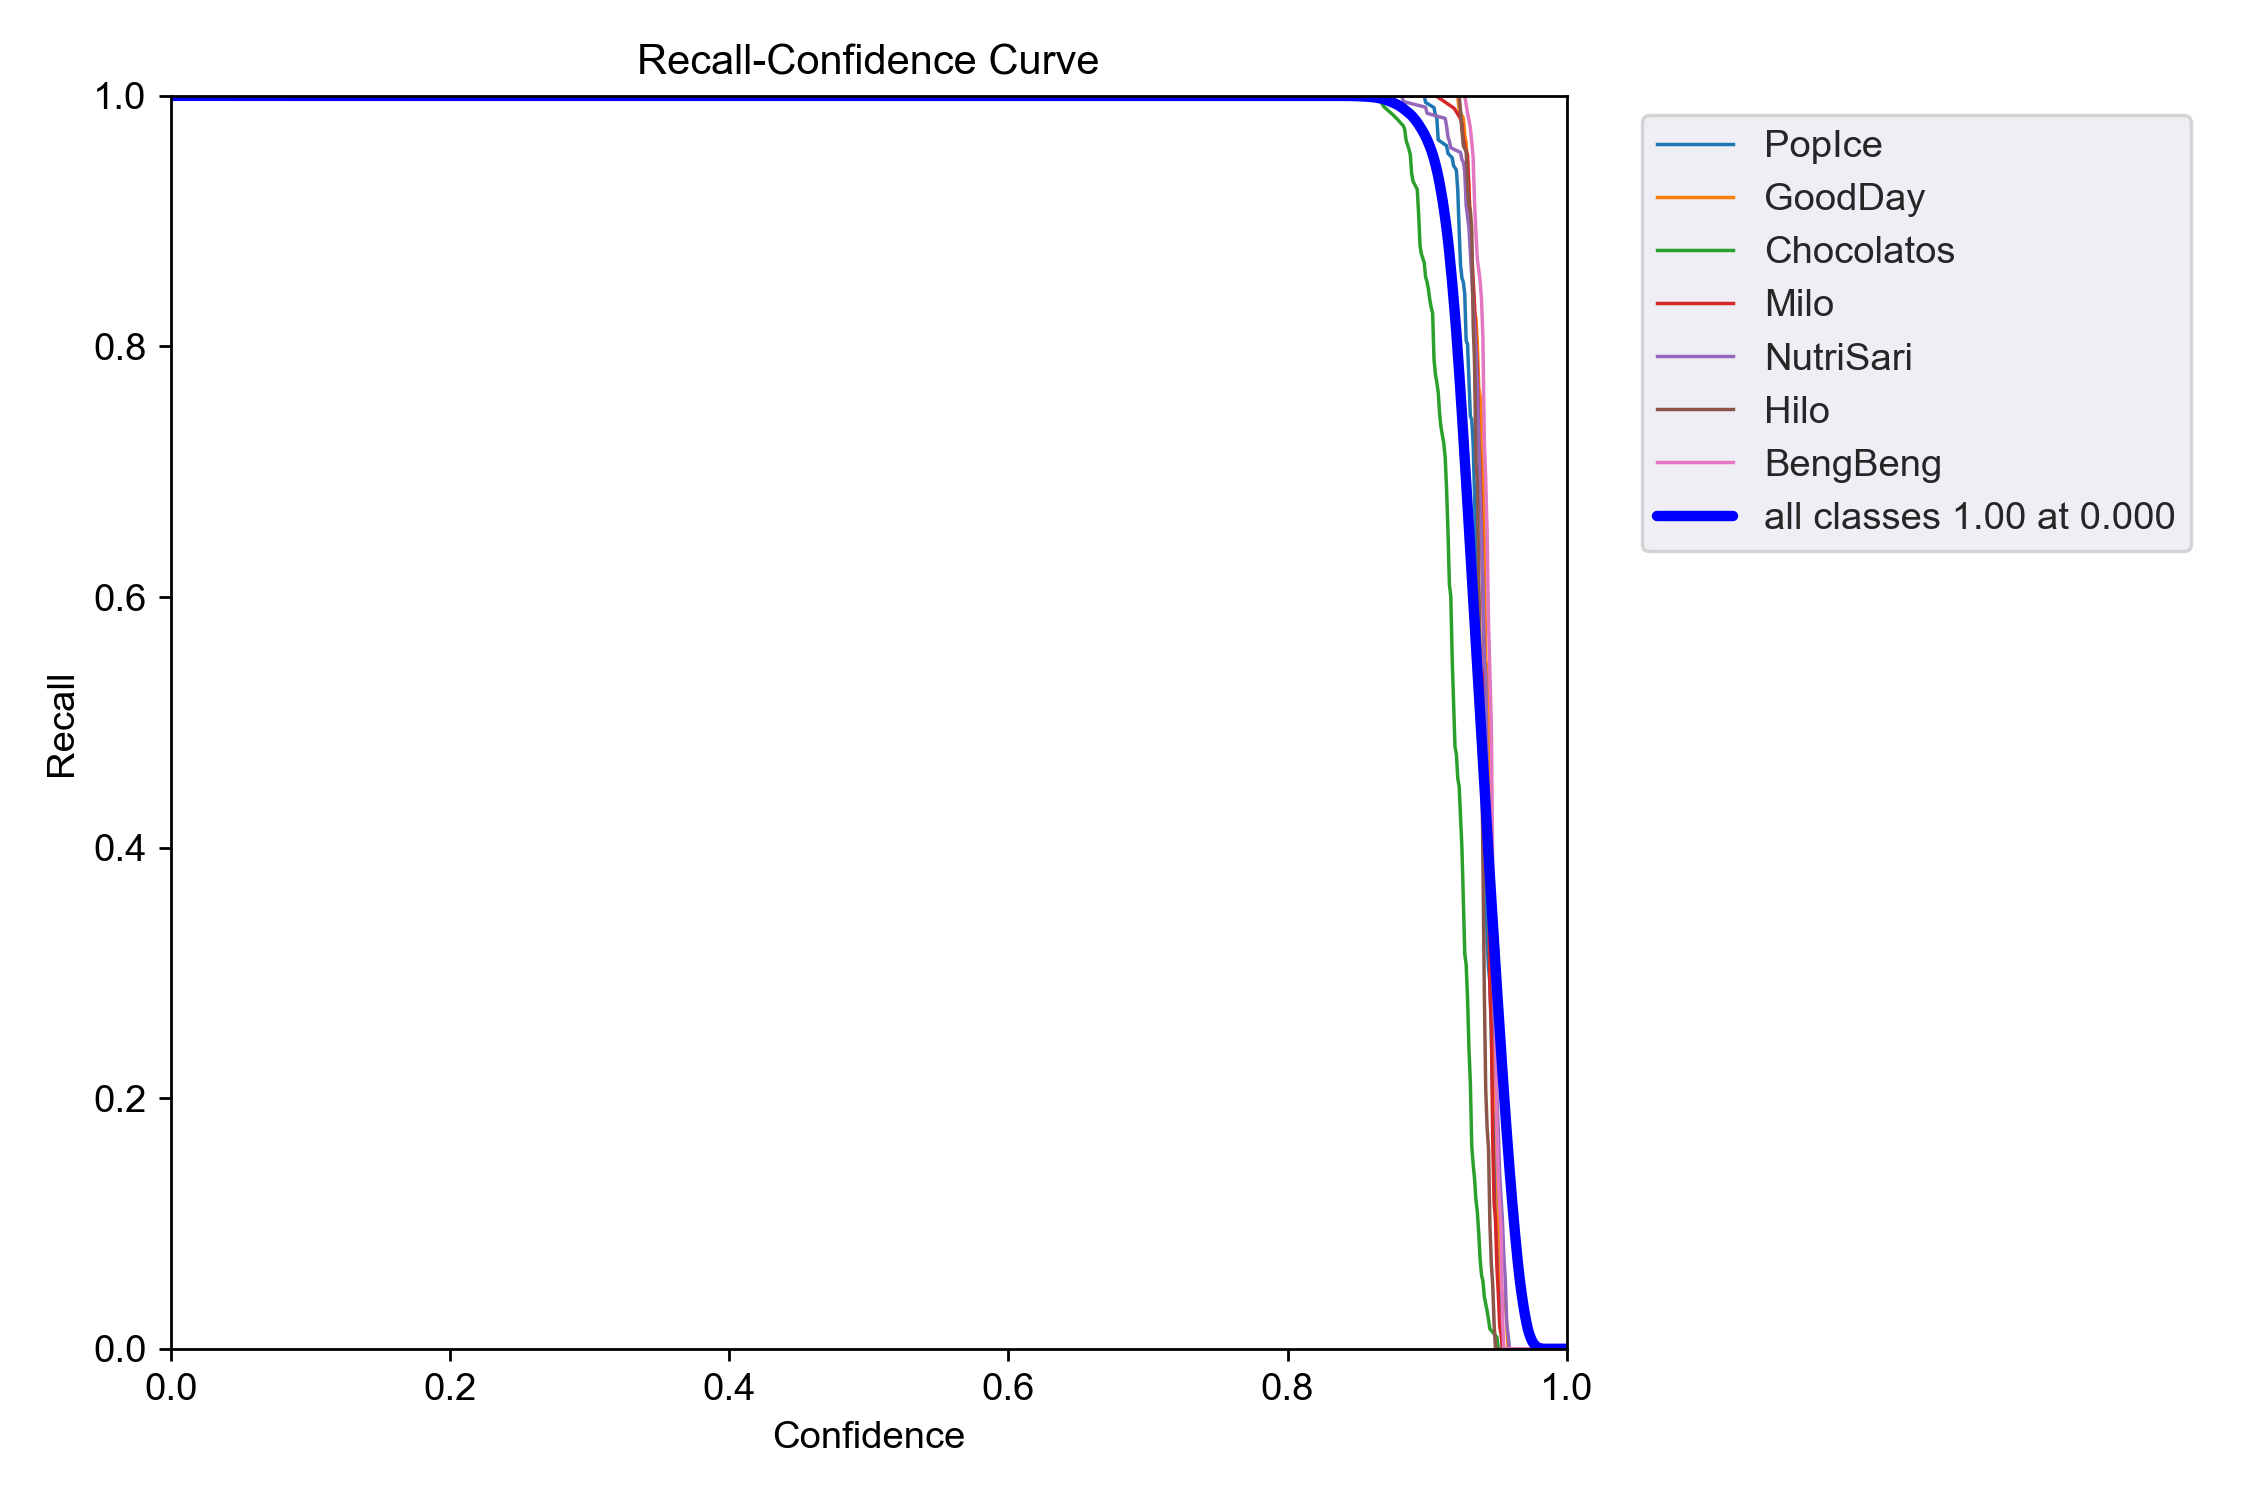 Recall-Confidence Curve
1.0
0.8
0.6
0.4
0.2
0.0
Recall
0.0 0.2 0.4 0.6 0.8 1.0
Confidence
PopIce
GoodDay
Chocolatos
Milo
NutriSari
Hilo
BengBeng
all classes 1.00 at 0.000